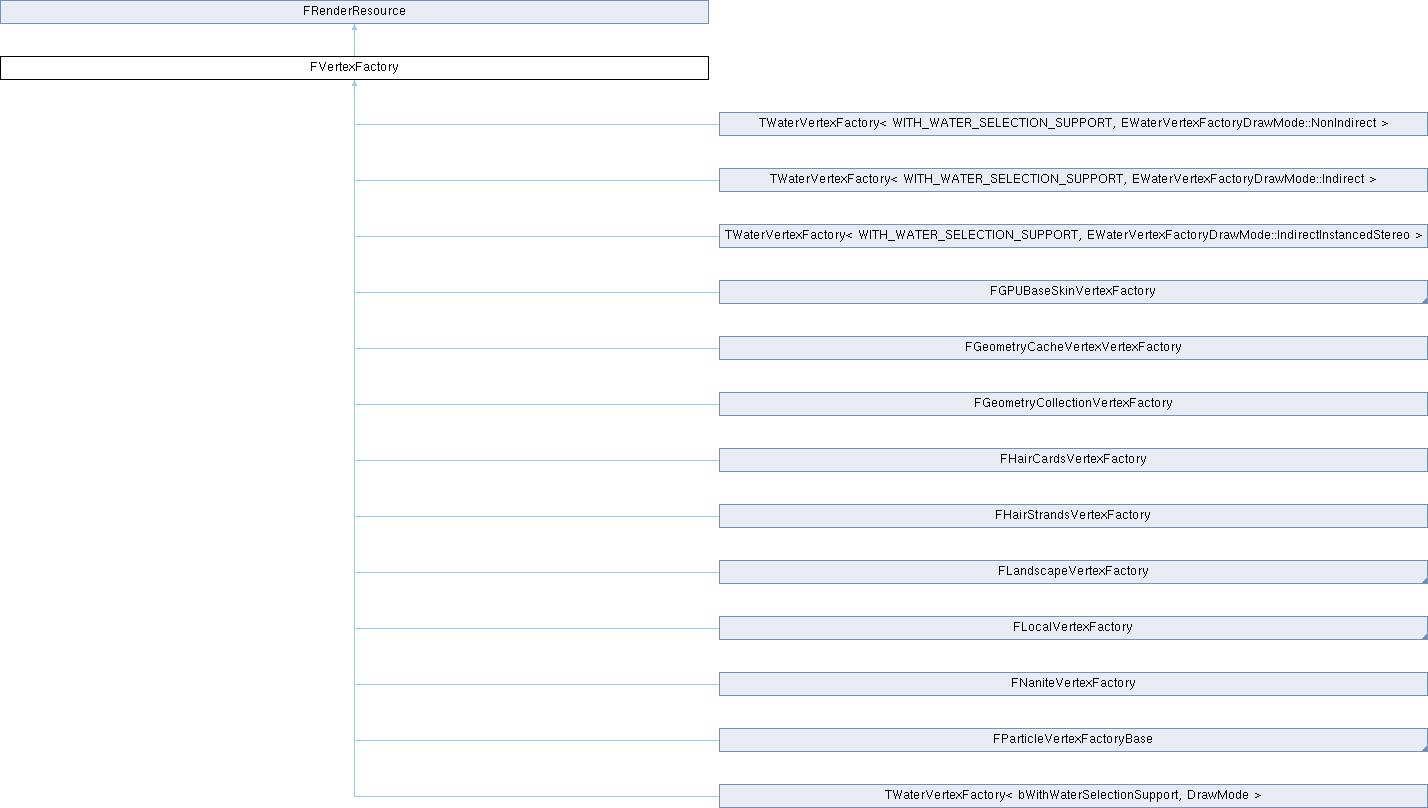 FRenderResource
FVertexFactory
TWaterVertexFactory< WITH_WATER_SELECTION_SUPPORT, EWaterVertexFactoryDrawMode::NonIndirect >
TWaterVertexFactory< WITH_WATER_SELECTION_SUPPORT, EWaterVertexFactoryDrawMode::Indirect >
TWaterVertexFactory< WITH_WATER_SELECTION_SUPPORT, EWaterVertexFactoryDrawMode::IndirectInstancedStereo >
FGPUBaseSkinVertexFactory
FGeometryCacheVertexVertexFactory
FGeometryCollectionVertexFactory
FHairCardsVertexFactory
FHairStrandsVertexFactory
FLandscapeVertexFactory
FLocalVertexFactory
FNaniteVertexFactory
FParticleVertexFactoryBase
TWaterVertexFactory< bWithWaterSelectionSupport, DrawMode >